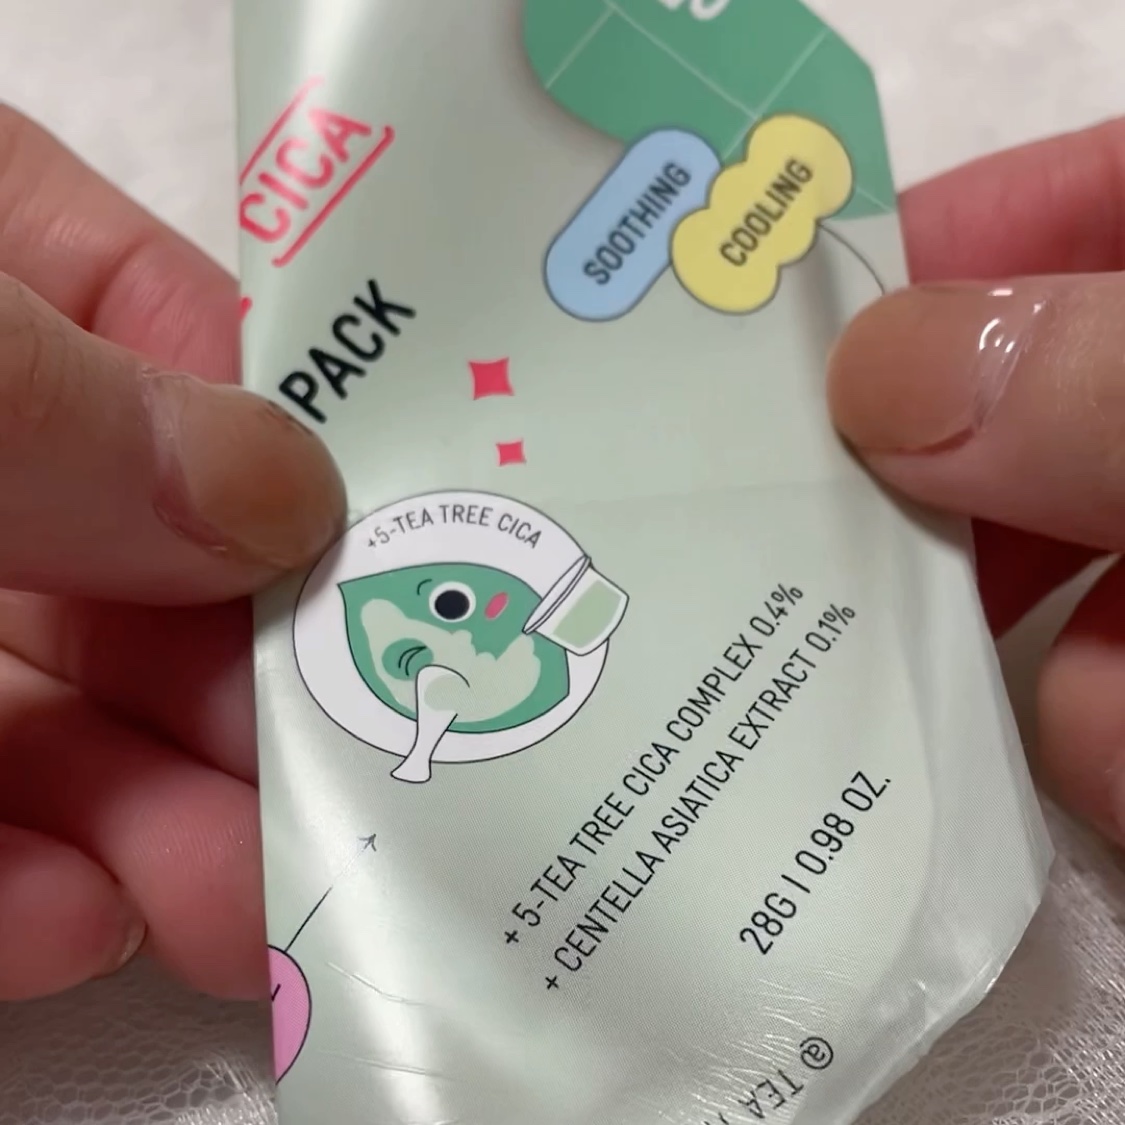 CICA
SOOTHING
COOLING
PACK
+5-TEA TREE CICA
+ 5-TEA TREE CICA COMPLEX 0.4%
+ CENTELLA ASIATICA EXTRACT 0.1%
28G | 0.98 OZ.
@ TEA